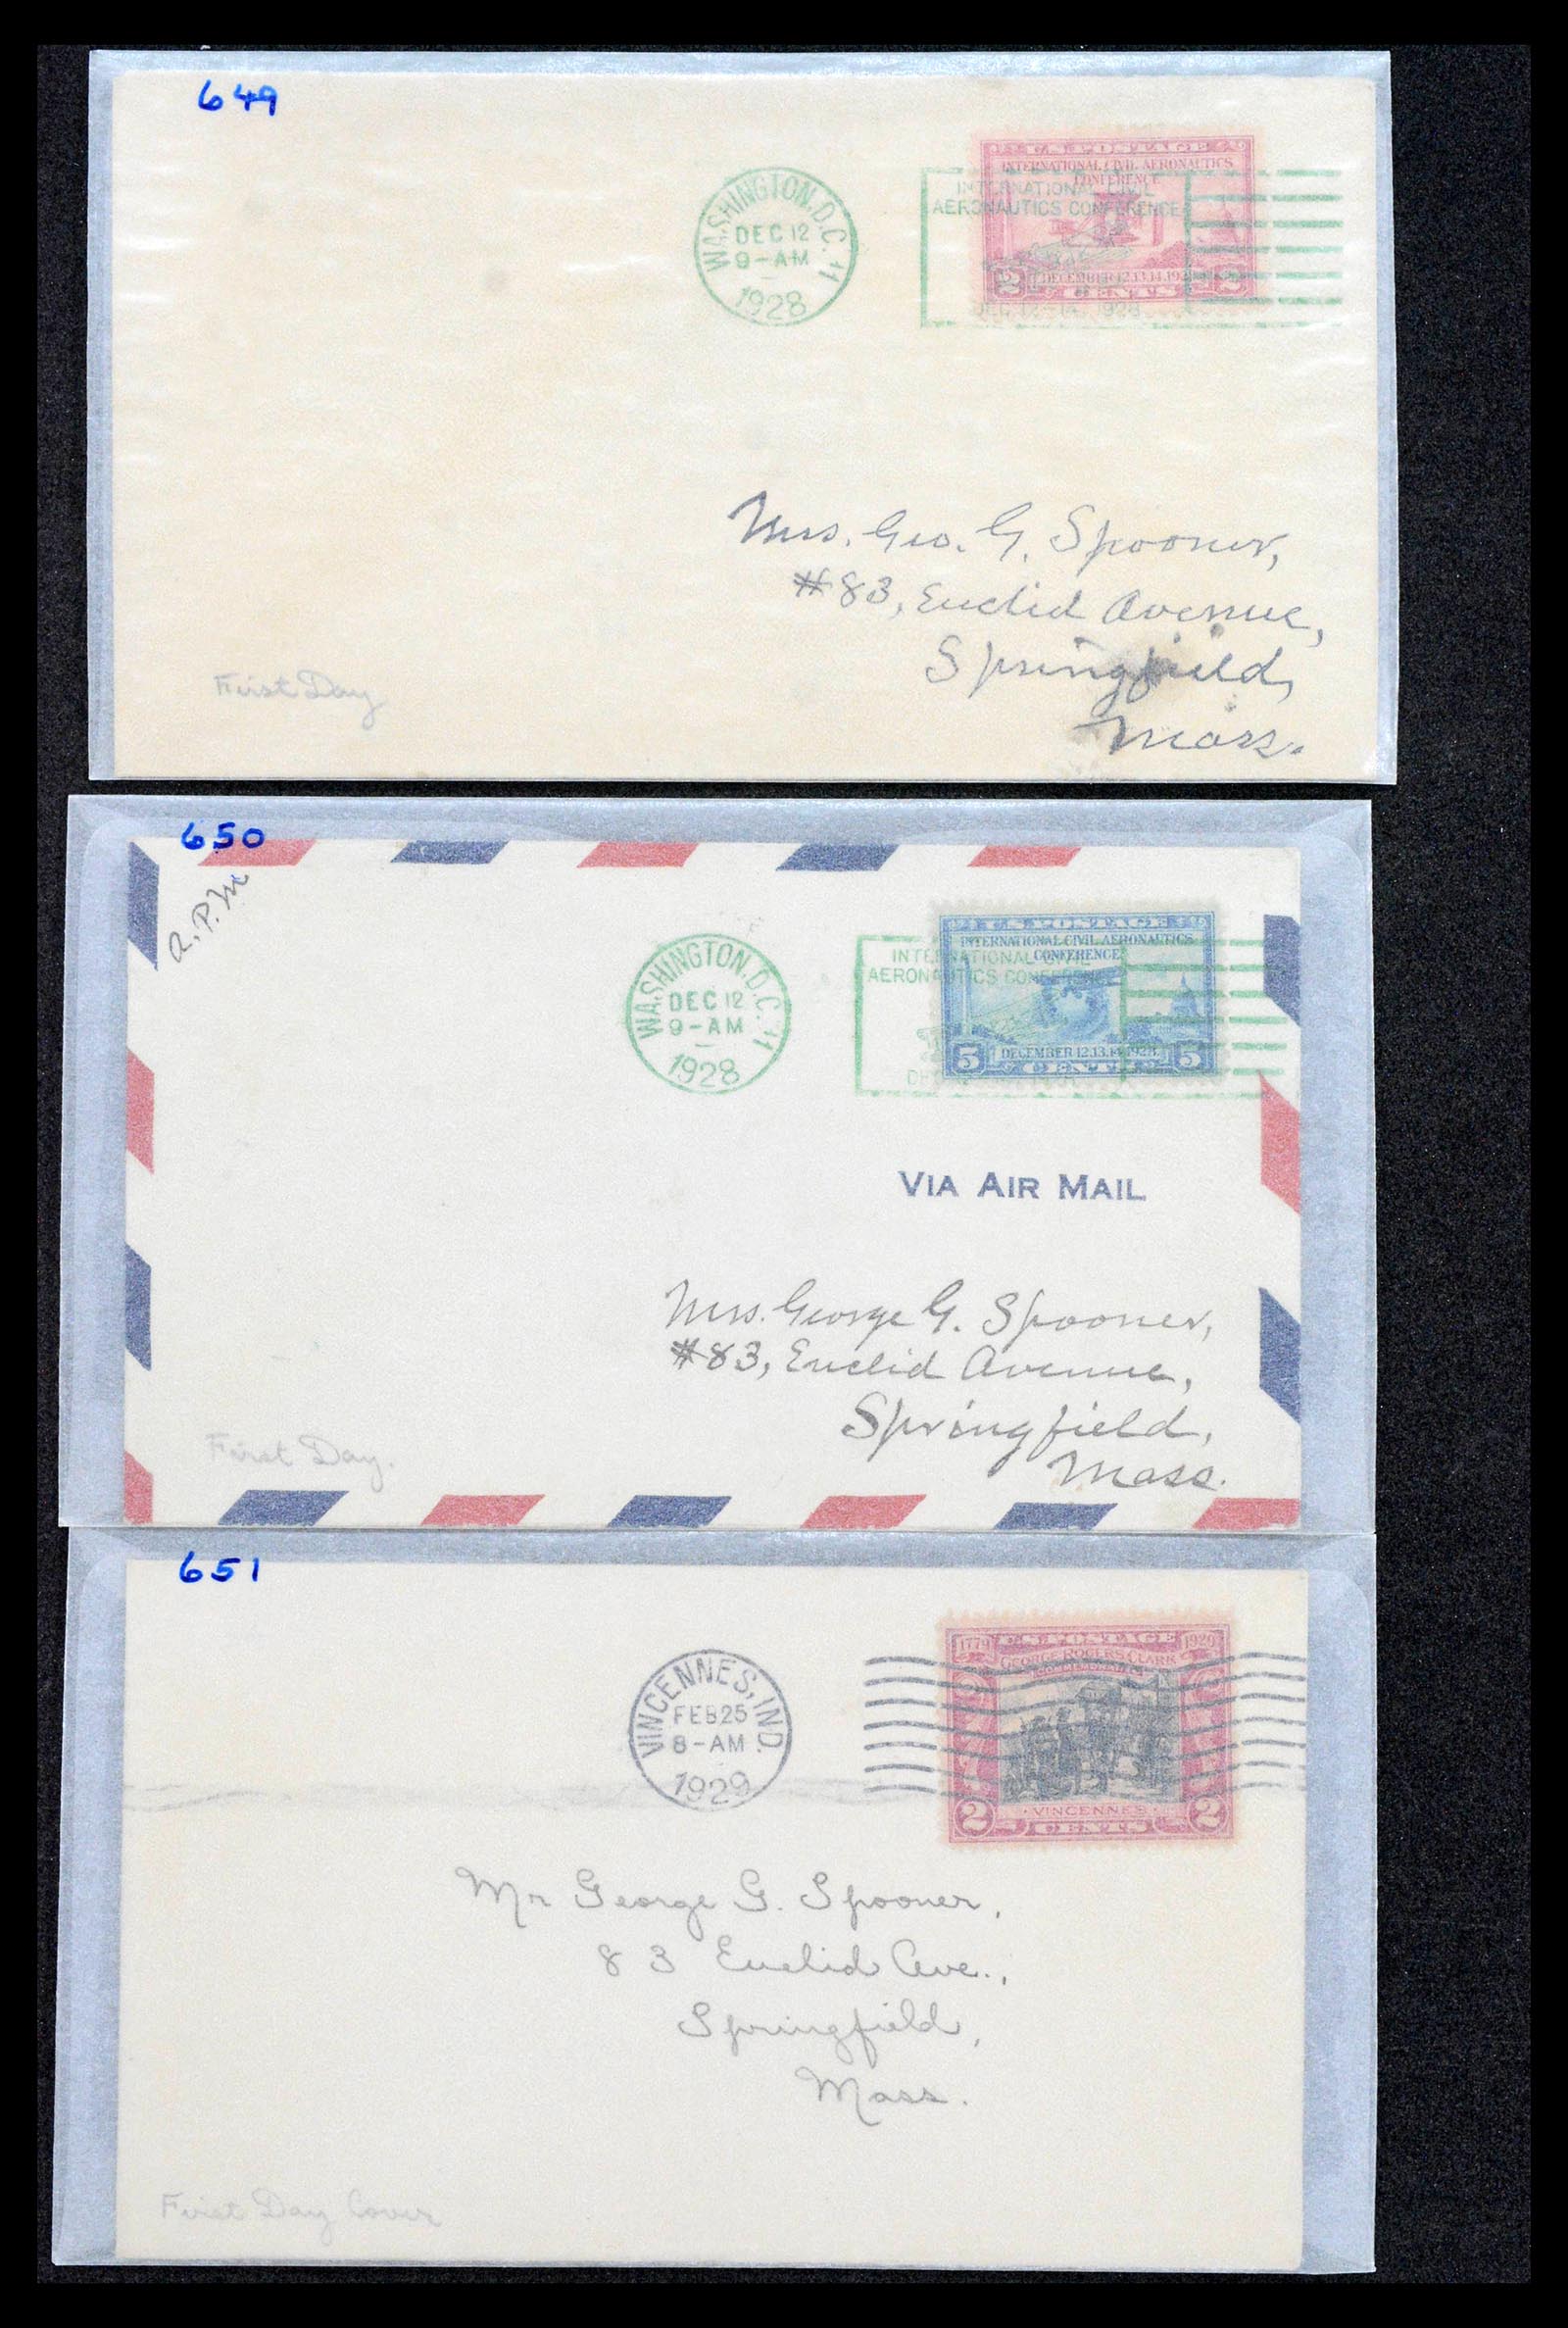 649
WASHINGTON, D.C. 11
DEC 12
9-AM
1928
U.S. POSTAGE
INTERNATIONAL CIVIL AERONAUTICS
CONFERENCE
INTERNATIONAL CIVIL
AERONAUTICS CONFERENCE
2 DECEMBER 12.13.14.1928 2
CENTS
DEC. 12-14, 1928
Mrs. Geo. G. Spooner,
#83, Euclid Avenue,
Springfield,
Mass.
First Day
650
a.P.M
WASHINGTON, D.C. 11
DEC 12
9-AM
1928
U.S. POSTAGE
INTERNATIONAL CIVIL AERONAUTICS
CONFERENCE
INTERNATIONAL CIVIL
AERONAUTICS CONFERENCE
5 DECEMBER 12.13.14.1928. 5
CENTS
VIA AIR MAIL
Mrs. George G. Spooner,
#83, Euclid Avenue,
Springfield,
Mass.
First Day.
651
VINCENNES, IND.
FEB 25
8-AM
1929
1779 U.S. POSTAGE 1929
GEORGE ROGERS CLARK
2 · VINCENNES · 2
CENTS
Mr George G. Spooner,
83 Euclid Ave.,
Springfield,
Mass.
First Day Cover